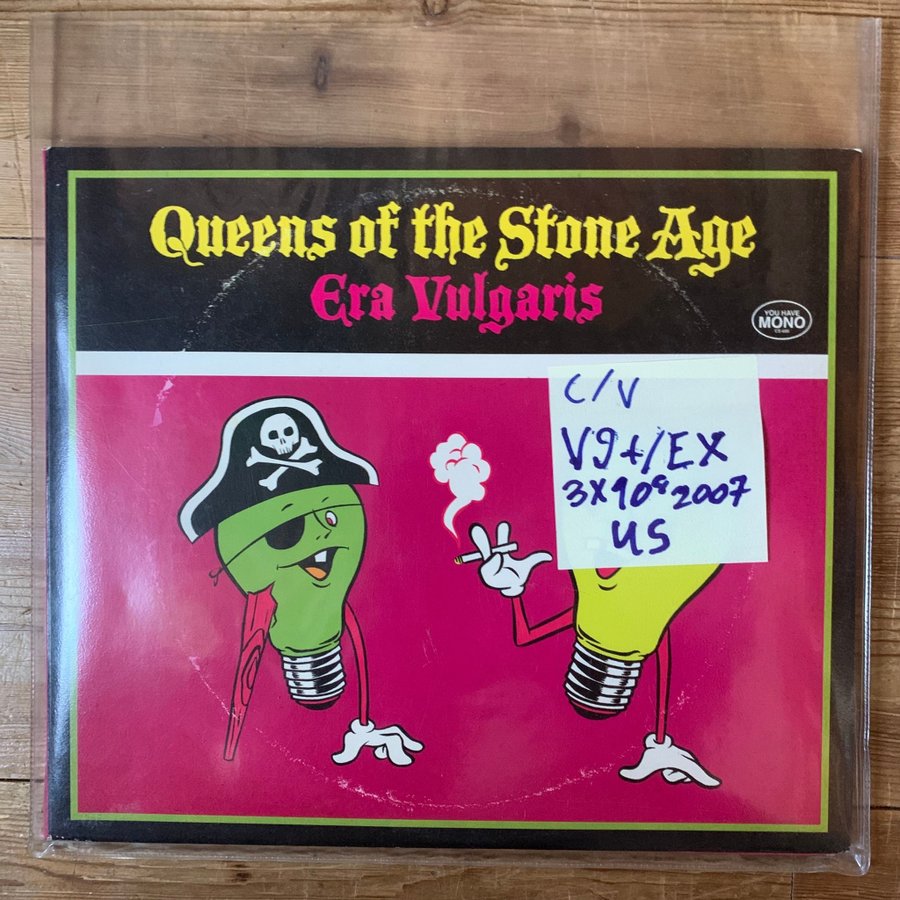 Queens of the Stone Age
Era Vulgaris
YOU HAVE
MONO
C/V
Vg+/EX
3X10" 2007
US